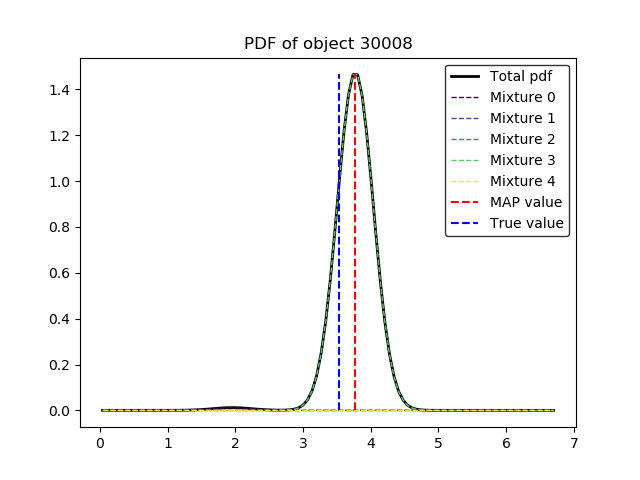 PDF of object 30008
Total pdf
Mixture 0
Mixture 1
Mixture 2
Mixture 3
Mixture 4
MAP value
True value
1.4
1.2
1.0
0.8
0.6
0.4
0.2
0.0
0 1 2 3 4 5 6 7